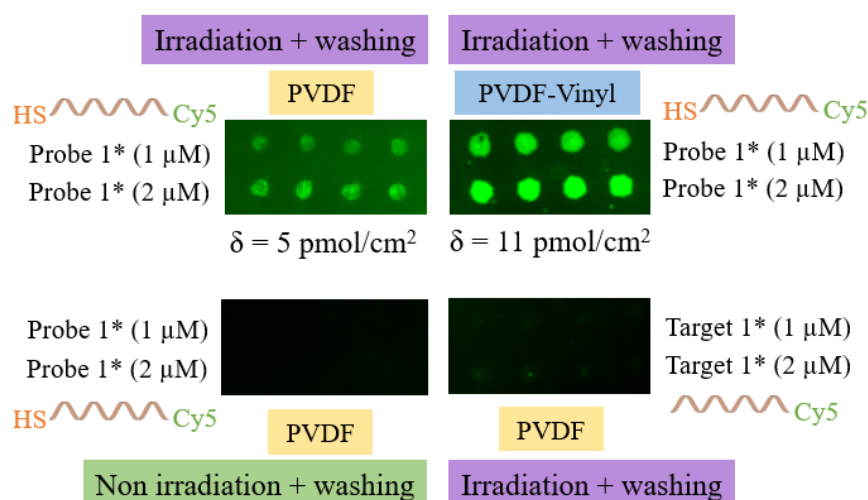 Irradiation + washing
Irradiation + washing
PVDF
PVDF-Vinyl
HS Cy5
HS Cy5
Probe 1* (1 μM)
Probe 1* (2 μM)
Probe 1* (1 μM)
Probe 1* (2 μM)
δ = 5 pmol/cm²
δ = 11 pmol/cm²
Probe 1* (1 μM)
Probe 1* (2 μM)
Target 1* (1 μM)
Target 1* (2 μM)
HS Cy5
Cy5
PVDF
PVDF
Non irradiation + washing
Irradiation + washing